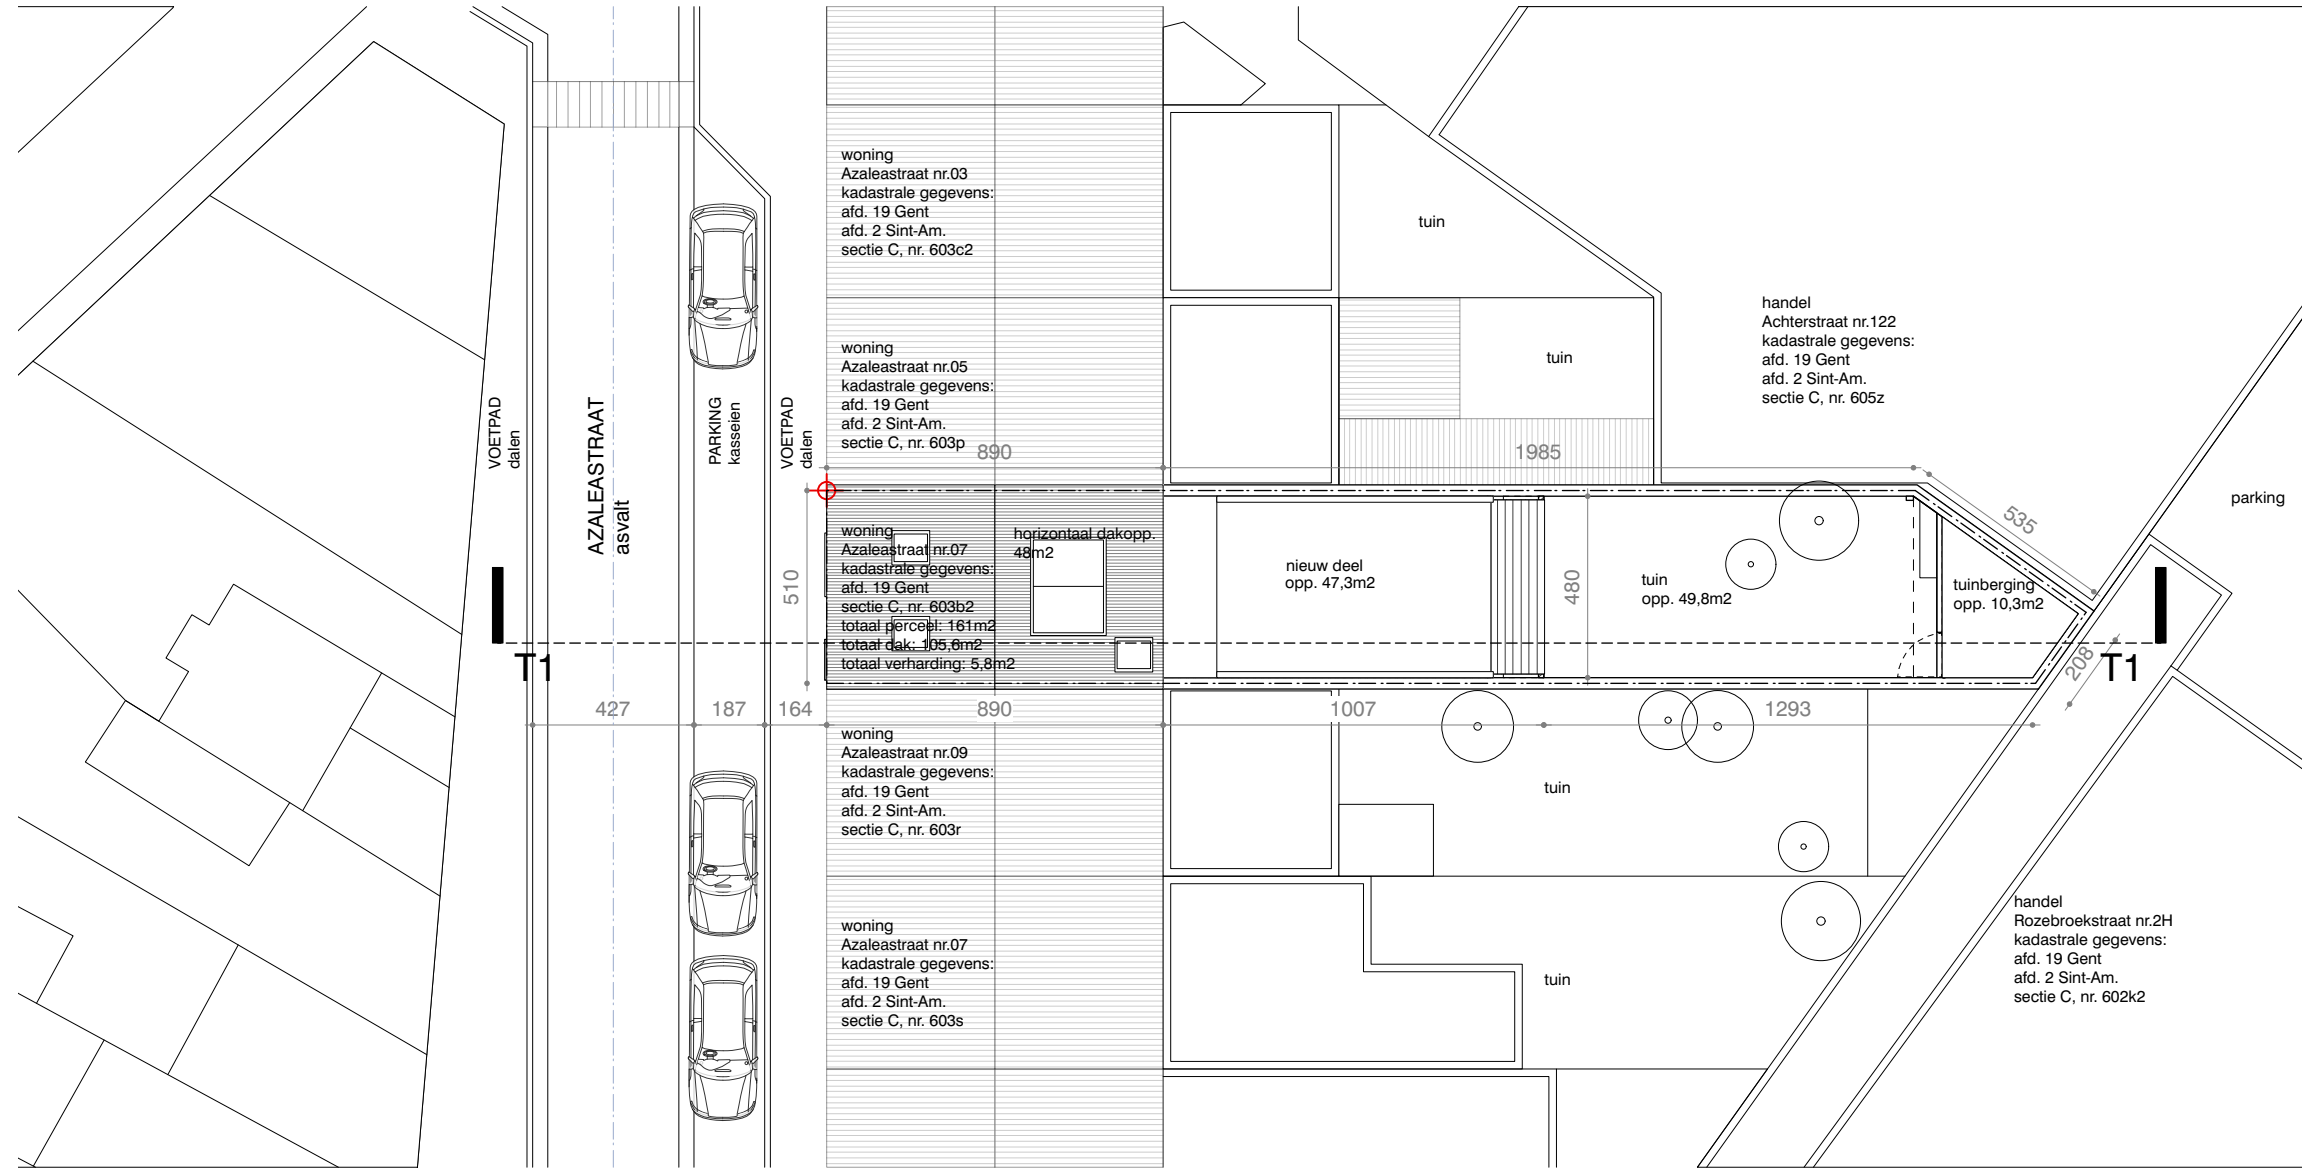 woning
Azaleastraat nr.03
kadastrale gegevens:
afd. 19 Gent
afd. 2 Sint-Am.
sectie C, nr. 603c2
tuin
woning
Azaleastraat nr.05
kadastrale gegevens:
afd. 19 Gent
afd. 2 Sint-Am.
sectie C, nr. 603p
tuin
handel
Achterstraat nr.122
kadastrale gegevens:
afd. 19 Gent
afd. 2 Sint-Am.
sectie C, nr. 605z
VOETPAD
dalen
AZALEASTRAAT
asvalt
PARKING
kasseien
VOETPAD
dalen
890
1985
535
parking
510
woning
Azaleastraat nr.07
kadastrale gegevens:
afd. 19 Gent
afd. 2 Sint-Am.
sectie C, nr. 603b2
totaal perceel: 161m2
totaal dak: 105,6m2
totaal verharding: 5,8m2
horizontaal dakopp.
48m2
nieuw deel
opp. 47,3m2
480
tuin
opp. 49,8m2
tuinberging
opp. 10,3m2
T1
208
T1
427
187
164
890
1007
1293
woning
Azaleastraat nr.09
kadastrale gegevens:
afd. 19 Gent
afd. 2 Sint-Am.
sectie C, nr. 603r
tuin
woning
Azaleastraat nr.07
kadastrale gegevens:
afd. 19 Gent
afd. 2 Sint-Am.
sectie C, nr. 603s
tuin
handel
Rozebroekstraat nr.2H
kadastrale gegevens:
afd. 19 Gent
afd. 2 Sint-Am.
sectie C, nr. 602k2